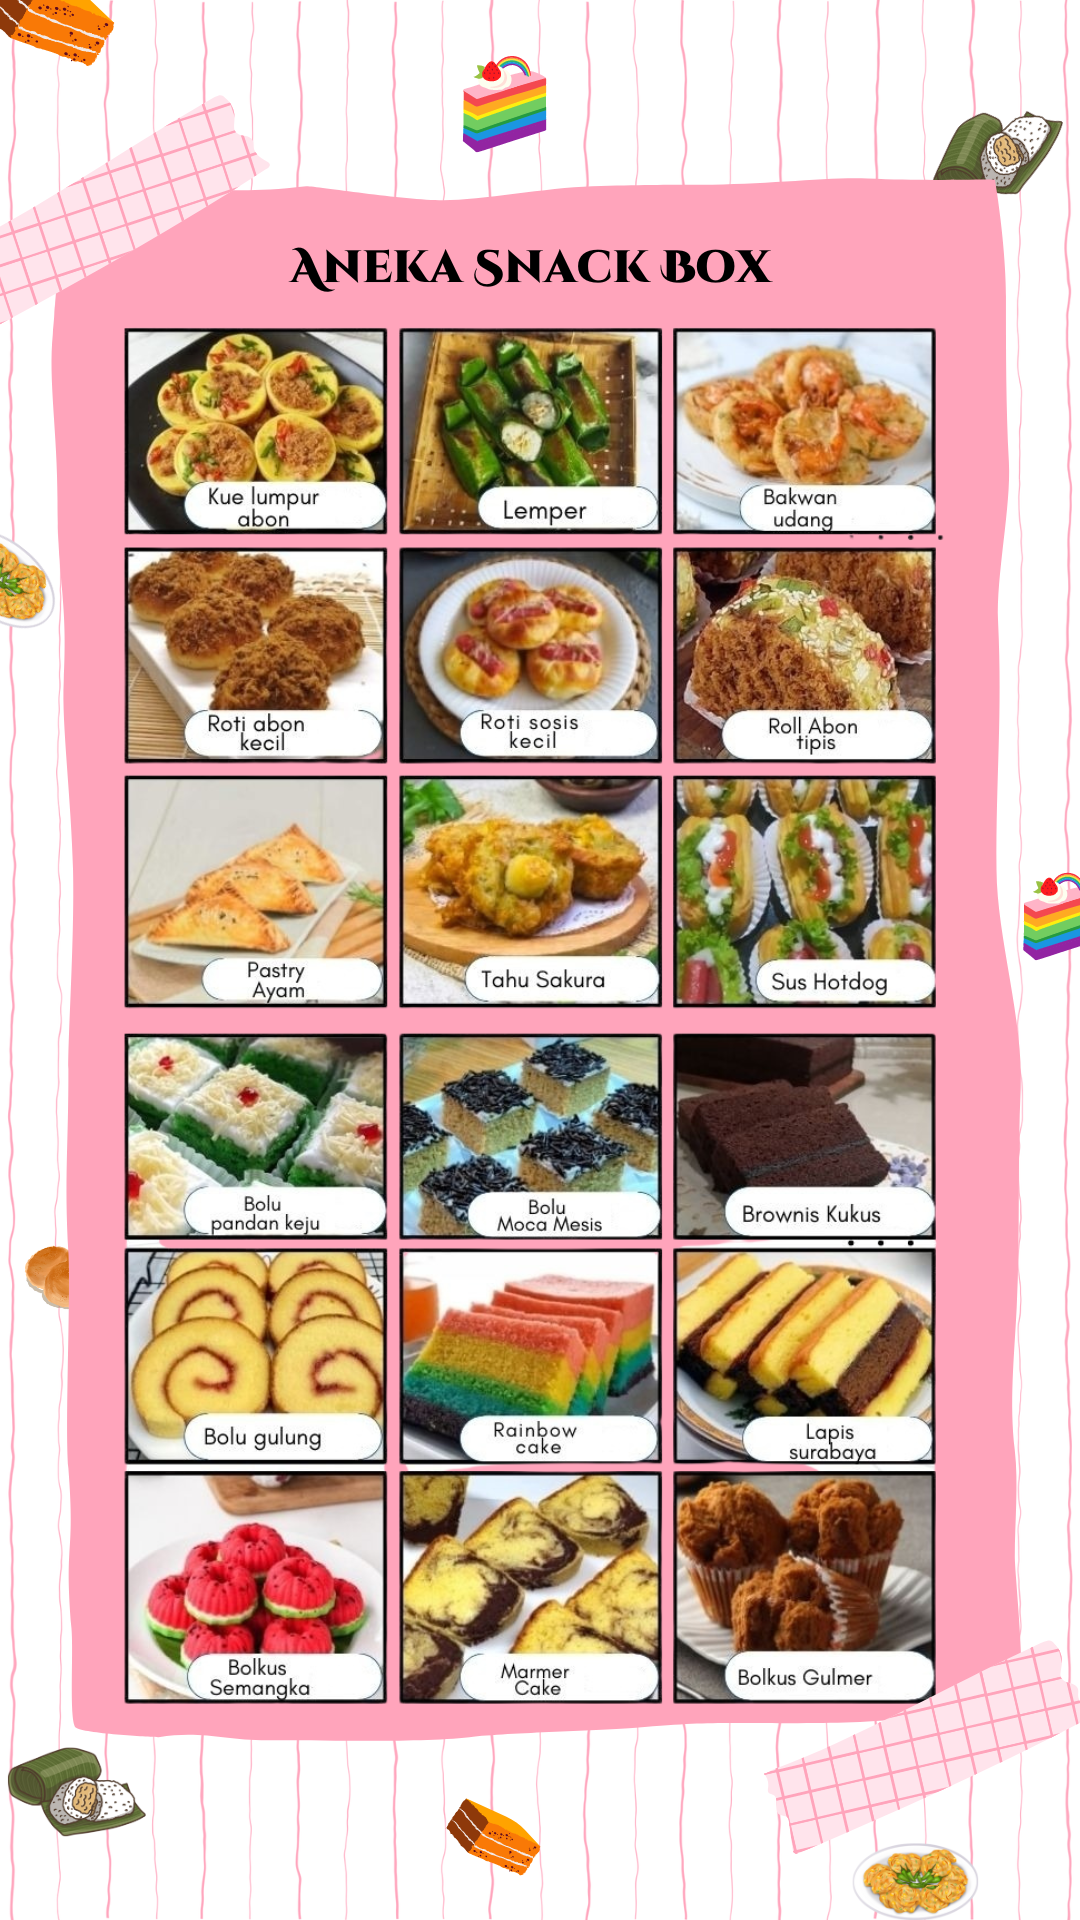 Aneka Snack Box
Kue lumpur
abon
Lemper
Bakwan
udang
Roti abon
kecil
Roti sosis
kecil
Roll Abon
tipis
Pastry
Ayam
Tahu Sakura
Sus Hotdog
Bolu
pandan keju
Bolu
Moca Mesis
Brownis Kukus
Bolu gulung
Rainbow
cake
Lapis
surabaya
Bolkus
Semangka
Marmer
Cake
Bolkus Gulmer